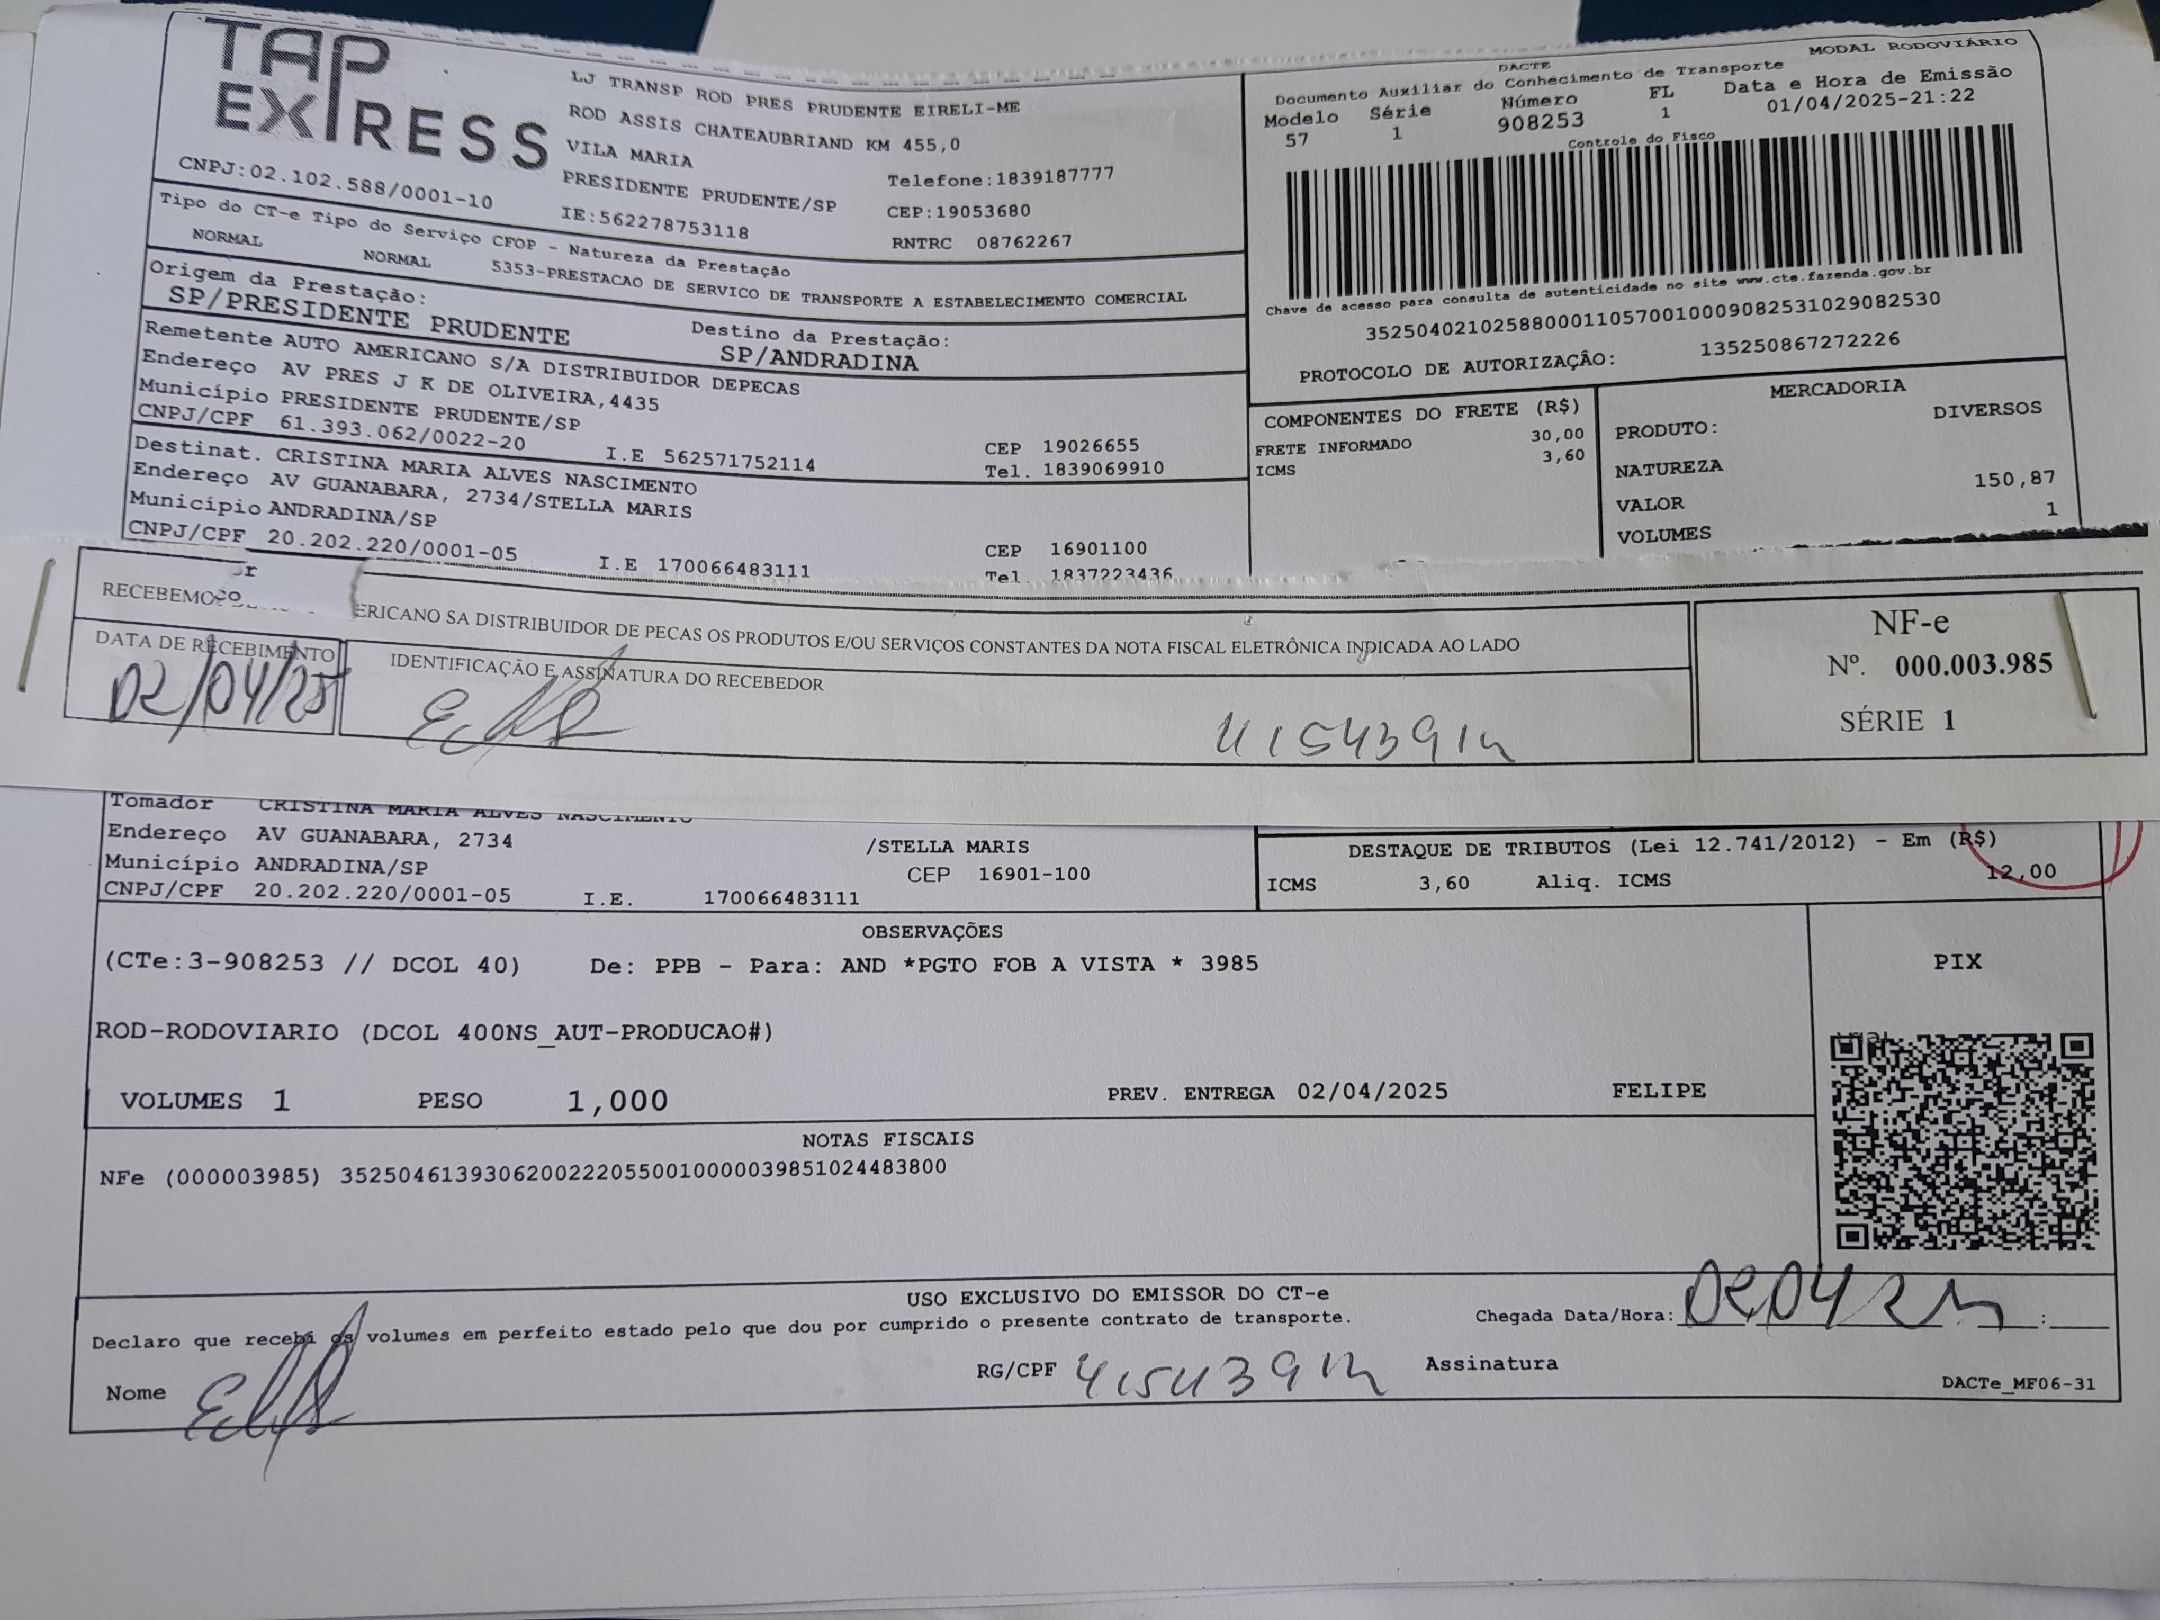 TAP EXPRESS
CNPJ:02.102.588/0001-10
LJ TRANSP ROD PRES PRUDENTE EIRELI-ME
ROD ASSIS CHATEAUBRIAND KM 455,0
VILA MARIA
PRESIDENTE PRUDENTE/SP
IE:562278753118
Telefone:1839187777
CEP:19053680
RNTRC 08762267
Tipo do CT-e Tipo do Serviço CFOP - Natureza da Prestação
NORMAL NORMAL 5353-PRESTACAO DE SERVICO DE TRANSPORTE A ESTABELECIMENTO COMERCIAL
Origem da Prestação:
SP/PRESIDENTE PRUDENTE
Destino da Prestação:
SP/ANDRADINA
Remetente AUTO AMERICANO S/A DISTRIBUIDOR DEPECAS
Endereço AV PRES J K DE OLIVEIRA,4435
Município PRESIDENTE PRUDENTE/SP
CEP 19026655
CNPJ/CPF 61.393.062/0022-20 I.E 562571752114 Tel. 1839069910
Destinat. CRISTINA MARIA ALVES NASCIMENTO
Endereço AV GUANABARA, 2734/STELLA MARIS
Município ANDRADINA/SP CEP 16901100
CNPJ/CPF 20.202.220/0001-05 I.E 170066483111 Tel 1837223436
DACTE
MODAL RODOVIÁRIO
Documento Auxiliar do Conhecimento de Transporte
Modelo Série Número FL Data e Hora de Emissão
57 1 908253 1 01/04/2025-21:22
Controle do Fisco
Chave de acesso para consulta de autenticidade no site www.cte.fazenda.gov.br
35250402102588000110570010009082531029082530
PROTOCOLO DE AUTORIZAÇÃO: 135250867272226
COMPONENTES DO FRETE (R$)
FRETE INFORMADO 30,00
ICMS 3,60
MERCADORIA
PRODUTO: DIVERSOS
NATUREZA
VALOR 150,87
VOLUMES 1
ERICANO SA DISTRIBUIDOR DE PECAS OS PRODUTOS E/OU SERVIÇOS CONSTANTES DA NOTA FISCAL ELETRÔNICA INDICADA AO LADO
DATA DE RECEBIMENTO
02/04/25
IDENTIFICAÇÃO E ASSINATURA DO RECEBEDOR
NF-e
Nº. 000.003.985
SÉRIE 1
Tomador CRISTINA MARIA ALVES NASCIMENTO
Endereço AV GUANABARA, 2734 /STELLA MARIS
Município ANDRADINA/SP CEP 16901-100
CNPJ/CPF 20.202.220/0001-05 I.E. 170066483111
DESTAQUE DE TRIBUTOS (Lei 12.741/2012) - Em (R$)
ICMS 3,60 Aliq. ICMS 12,00
OBSERVAÇÕES
(CTe:3-908253 // DCOL 40) De: PPB - Para: AND *PGTO FOB A VISTA * 3985
ROD-RODOVIARIO (DCOL 400NS_AUT-PRODUCAO#)
VOLUMES 1 PESO 1,000 PREV. ENTREGA 02/04/2025 FELIPE
PIX
NOTAS FISCAIS
NFe (000003985) 35250461393062002220550010000039851024483800
USO EXCLUSIVO DO EMISSOR DO CT-e
Declaro que recebi os volumes em perfeito estado pelo que dou por cumprido o presente contrato de transporte.
Chegada Data/Hora:
Nome
RG/CPF
Assinatura
DACTe_MF06-31